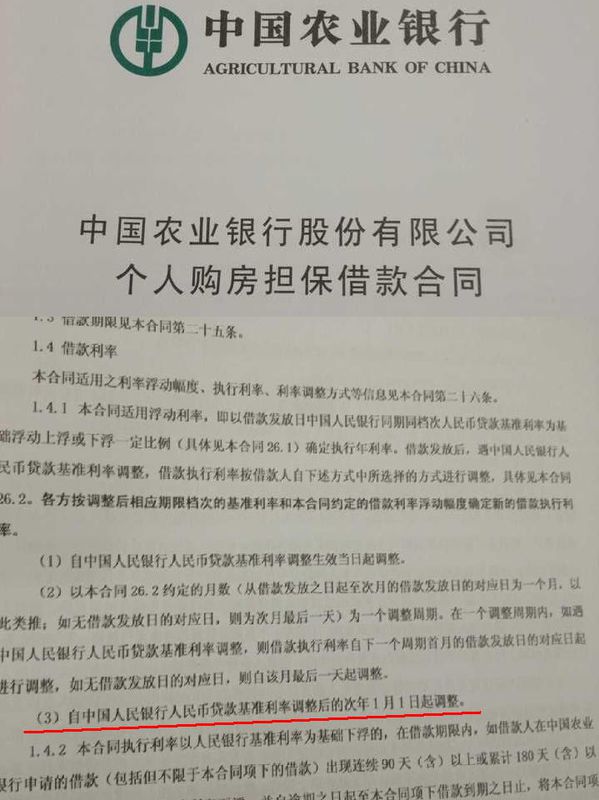 中国农业银行
AGRICULTURAL BANK OF CHINA
中国农业银行股份有限公司
个人购房担保借款合同
1.3 借款期限见本合同第二十五条。
1.4 借款利率
本合同适用之利率浮动幅度、执行利率、利率调整方式等信息见本合同第二十六条。
1.4.1 本合同适用浮动利率，即以借款发放日中国人民银行同期同档次人民币贷款基准利率为基
础浮动上浮或下浮一定比例（具体见本合同 26.1）确定执行年利率。借款发放后，遇中国人民银行人
民币贷款基准利率调整，借款执行利率按借款人自下述方式中所选择的方式进行调整，具体见本合同
26.2。各方按调整后相应期限档次的基准利率和本合同约定的借款利率浮动幅度确定新的借款执行利
率。
（1）自中国人民银行人民币贷款基准利率调整生效当日起调整。
（2）以本合同 26.2 约定的月数（从借款发放之日起至次月的借款发放日的对应日为一个月，以
此类推；如无借款发放日的对应日，则为次月最后一天）为一个调整周期。在一个调整周期内，如遇
中国人民银行人民币贷款基准利率调整，则借款执行利率自下一个周期首月的借款发放日的对应日起
进行调整，如无借款发放日的对应日，则自该月最后一天起调整。
（3）自中国人民银行人民币贷款基准利率调整后的次年 1 月 1 日起调整。
1.4.2 本合同执行利率以人民银行基准利率为基础下浮的，在借款期限内，如借款人在中国农业
银行申请的借款（包括但不限于本合同项下的借款）出现连续 90 天（含）以上或累计 180 天（含）以
至本合同项下借款到期之日止，将本合同项